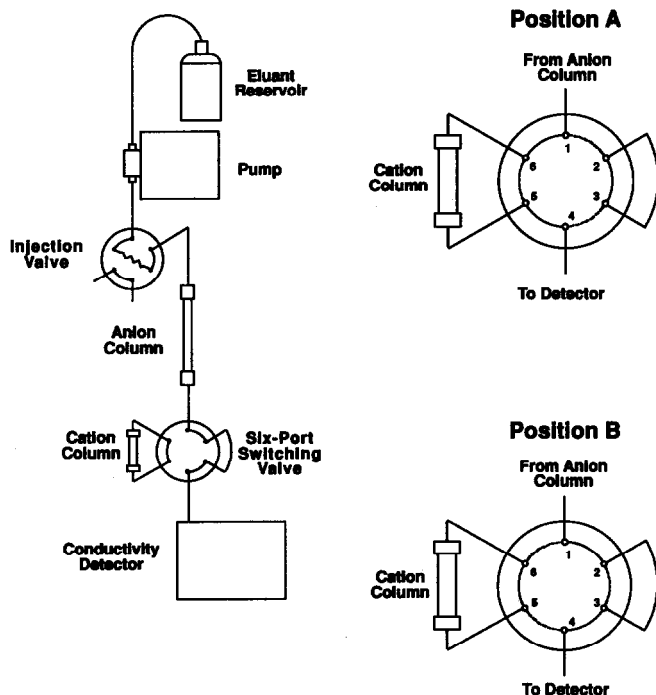 Eluant
Reservoir
Pump
Injection
Valve
Anion
Column
Cation
Column
Six-Port
Switching
Valve
Conductivity
Detector
Position A
From Anion
Column
Cation
Column
1
2
3
4
5
6
To Detector
Position B
From Anion
Column
Cation
Column
1
2
3
4
5
6
To Detector